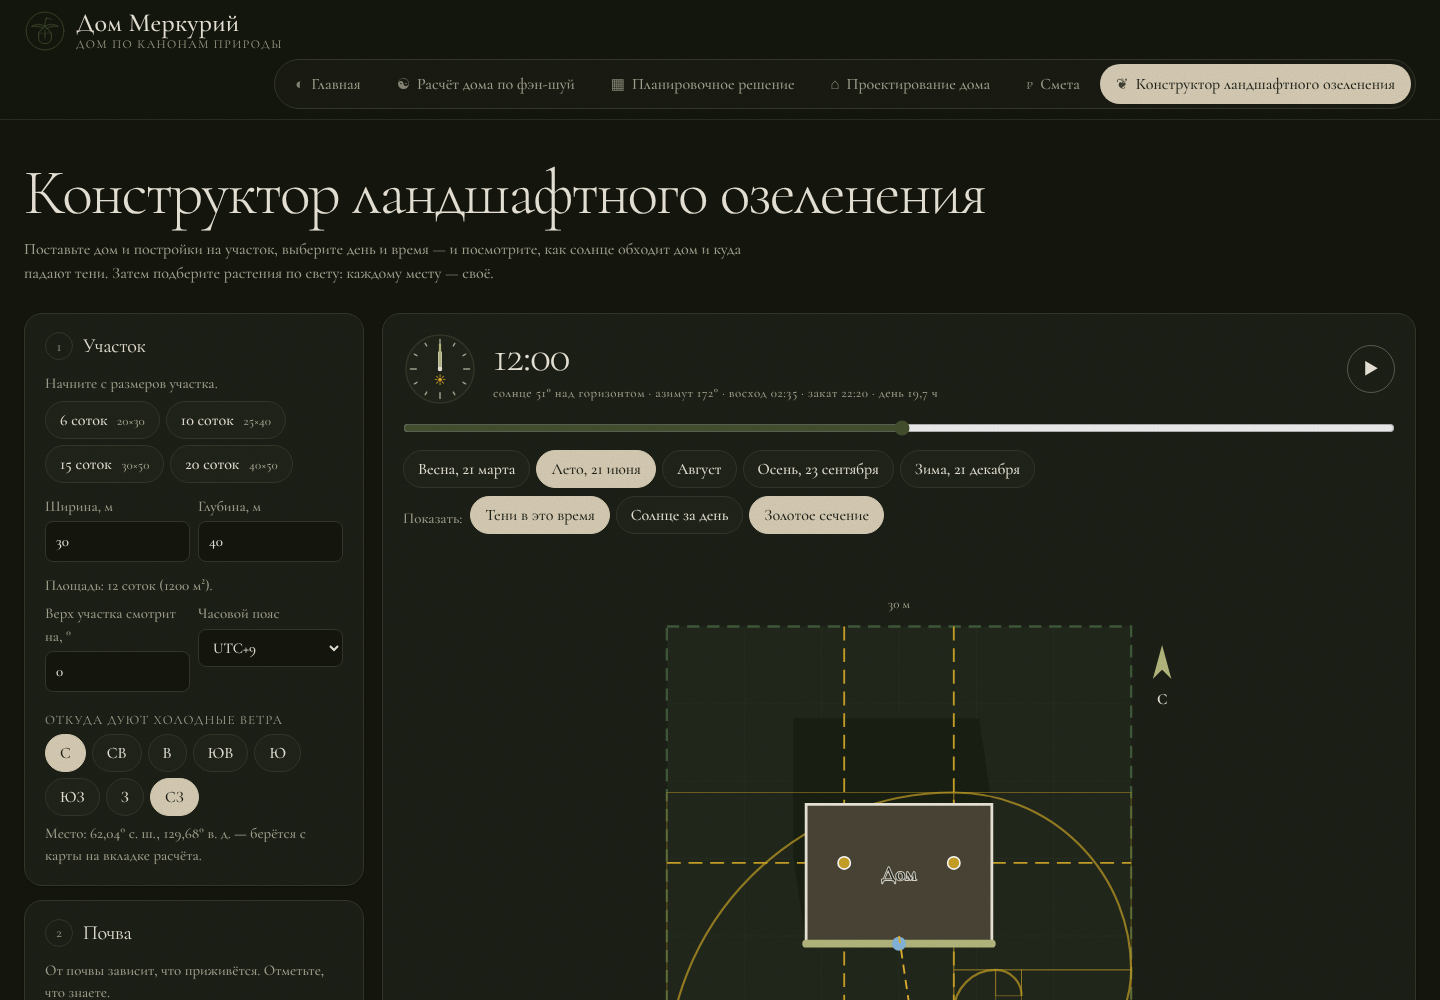 Дом Меркурий
ДОМ ПО КАНОНАМ ПРИРОДЫ
Главная
Расчёт дома по фэн-шуй
Планировочное решение
Проектирование дома
₽ Смета
Конструктор ландшафтного озеленения
Конструктор ландшафтного озеленения
Поставьте дом и постройки на участок, выберите день и время — и посмотрите, как солнце обходит дом и куда
падают тени. Затем подберите растения по свету: каждому месту — своё.
1 Участок
Начните с размеров участка.
6 соток 20×30
10 соток 25×40
15 соток 30×50
20 соток 40×50
Ширина, м
Глубина, м
30
40
Площадь: 12 соток (1200 м²).
Верх участка смотрит
на, °
Часовой пояс
0
UTC+9
ОТКУДА ДУЮТ ХОЛОДНЫЕ ВЕТРА
С СВ В ЮВ Ю
ЮЗ З СЗ
Место: 62,04° с. ш., 129,68° в. д. — берётся с
карты на вкладке расчёта.
2 Почва
От почвы зависит, что приживётся. Отметьте,
что знаете.
12:00
солнце 51° над горизонтом · азимут 172° · восход 02:35 · закат 22:20 · день 19,7 ч
Весна, 21 марта
Лето, 21 июня
Август
Осень, 23 сентября
Зима, 21 декабря
Показать:
Тени в это время
Солнце за день
Золотое сечение
30 м
С
Дом